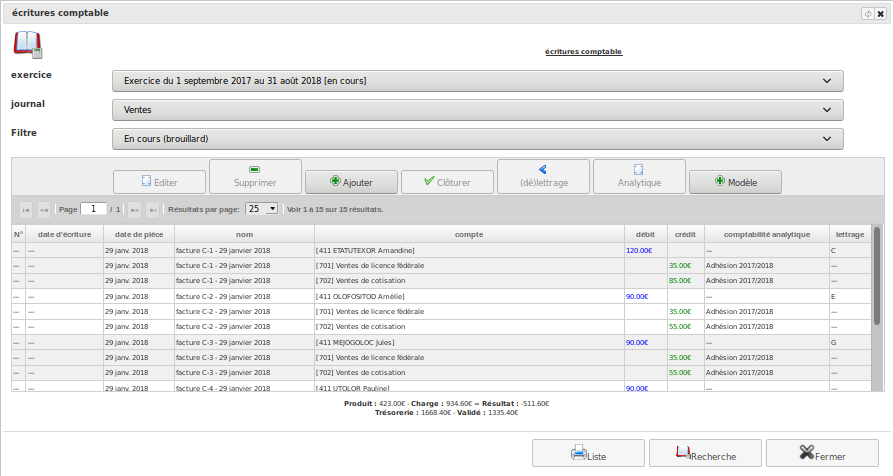 écritures comptable
écritures comptable
exercice
Exercice du 1 septembre 2017 au 31 août 2018 [en cours]
journal
Ventes
Filtre
En cours (brouillard)
Editer Supprimer Ajouter Clôturer (dé)lettrage Analytique Modèle
Page 1 / 1 Résultats par page: 25 Voir 1 à 15 sur 15 résultats.
N° date d'écriture date de pièce nom compte débit crédit comptabilité analytique lettrage
--- --- 29 janv. 2018 facture C-1 - 29 janvier 2018 [411 ETATUTEXOR Amandine] 120.00€ --- C
--- --- 29 janv. 2018 facture C-1 - 29 janvier 2018 [701] Ventes de licence fédérale 35.00€ Adhésion 2017/2018 ---
--- --- 29 janv. 2018 facture C-1 - 29 janvier 2018 [702] Ventes de cotisation 85.00€ Adhésion 2017/2018 ---
--- --- 29 janv. 2018 facture C-2 - 29 janvier 2018 [411 OLOFOSITOD Amélie] 90.00€ --- E
--- --- 29 janv. 2018 facture C-2 - 29 janvier 2018 [701] Ventes de licence fédérale 35.00€ Adhésion 2017/2018 ---
--- --- 29 janv. 2018 facture C-2 - 29 janvier 2018 [702] Ventes de cotisation 55.00€ Adhésion 2017/2018 ---
--- --- 29 janv. 2018 facture C-3 - 29 janvier 2018 [411 MEJOGOLOC Jules] 90.00€ --- G
--- --- 29 janv. 2018 facture C-3 - 29 janvier 2018 [701] Ventes de licence fédérale 35.00€ Adhésion 2017/2018 ---
--- --- 29 janv. 2018 facture C-3 - 29 janvier 2018 [702] Ventes de cotisation 55.00€ Adhésion 2017/2018 ---
--- --- 29 janv. 2018 facture C-4 - 29 janvier 2018 [411 UTOLOR Pauline] 90.00€ --- ---
Produit : 423.00€ - Charge : 934.60€ = Résultat : -511.60€
Trésorerie : 1668.40€ - Validé : 1335.40€
Liste Recherche Fermer